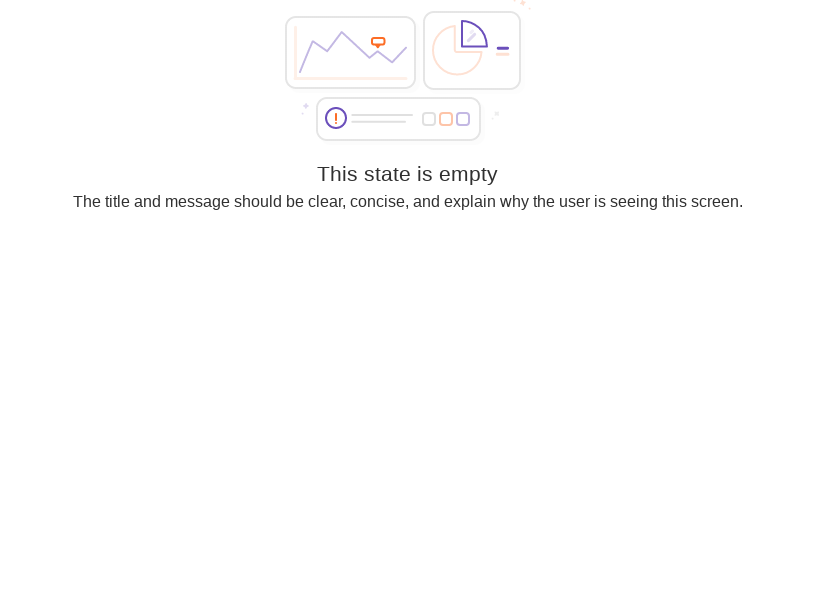 This state is empty
The title and message should be clear, concise, and explain why the user is seeing this screen.